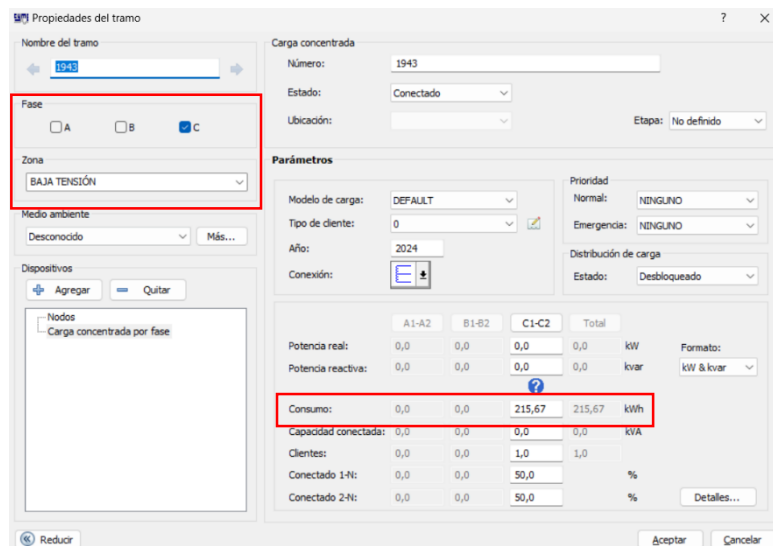 Propiedades del tramo
? X
Nombre del tramo
1943
Fase
A B C
Zona
BAJA TENSIÓN
Medio ambiente
Desconocido Más...
Dispositivos
Agregar Quitar
Nodos
Carga concentrada por fase
Reducir
Carga concentrada
Número: 1943
Estado: Conectado
Ubicación: Etapa: No definido
Parámetros
Modelo de carga: DEFAULT
Tipo de cliente: 0
Año: 2024
Conexión:
Prioridad
Normal: NINGUNO
Emergencia: NINGUNO
Distribución de carga
Estado: Desbloqueado
A1-A2 B1-B2 C1-C2 Total
Potencia real: 0,0 0,0 0,0 0,0 kW Formato:
Potencia reactiva: 0,0 0,0 0,0 0,0 kvar kW & kvar
?
Consumo: 0,0 0,0 215,67 215,67 kWh
Capacidad conectada: 0,0 0,0 0,0 0,0 kVA
Clientes: 0,0 0,0 1,0 1,0
Conectado 1-N: 0,0 0,0 50,0 %
Conectado 2-N: 0,0 0,0 50,0 % Detalles...
Aceptar Cancelar